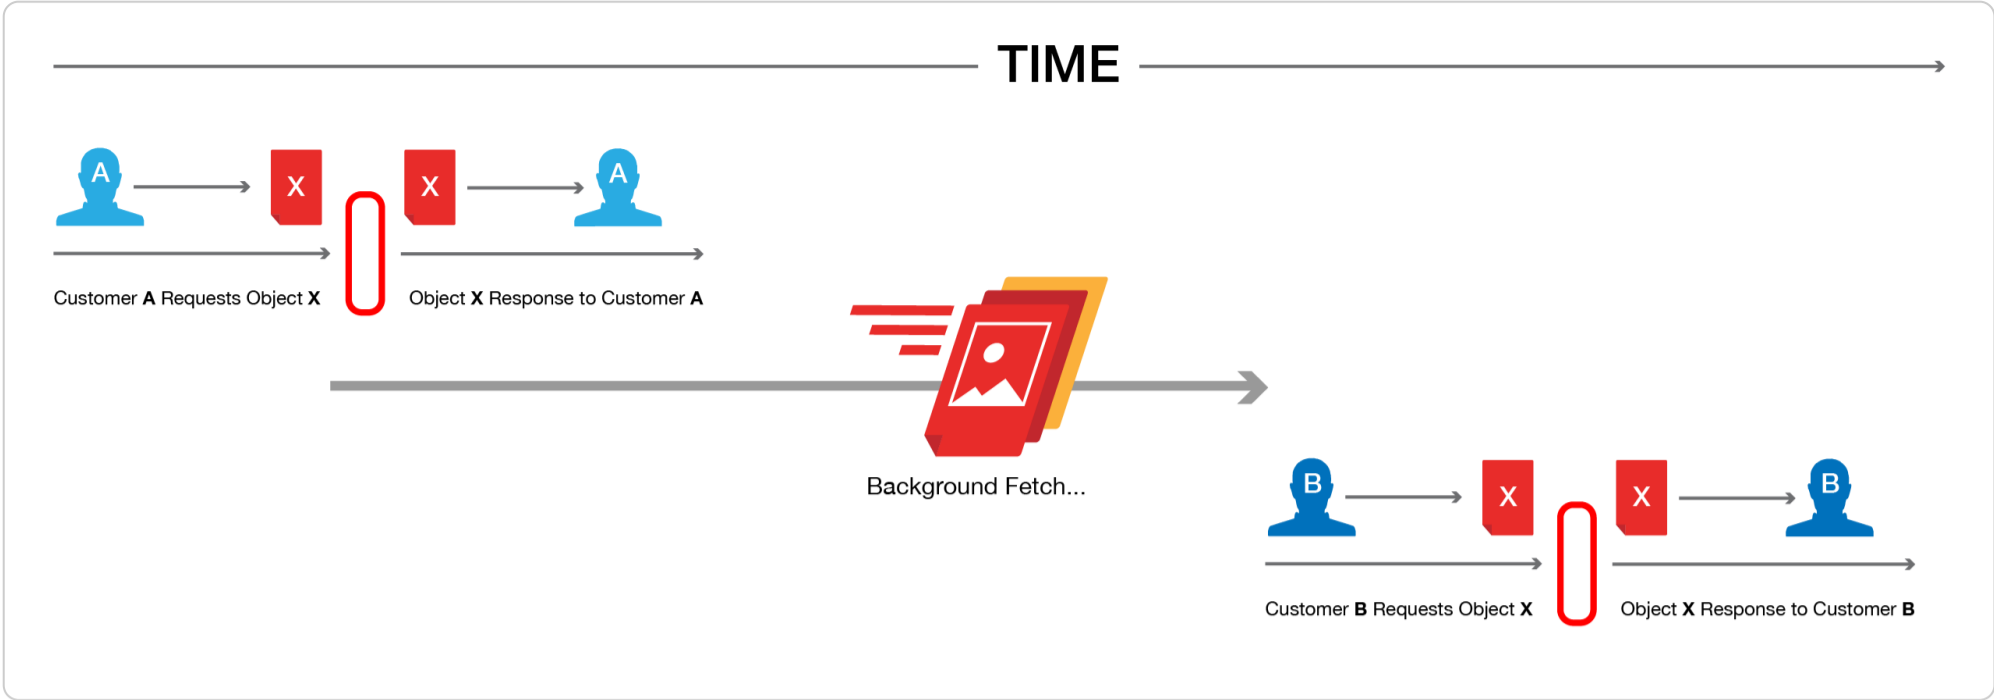 TIME
A
X
X
A
Customer A Requests Object X
Object X Response to Customer A
Background Fetch...
B
X
X
B
Customer B Requests Object X
Object X Response to Customer B